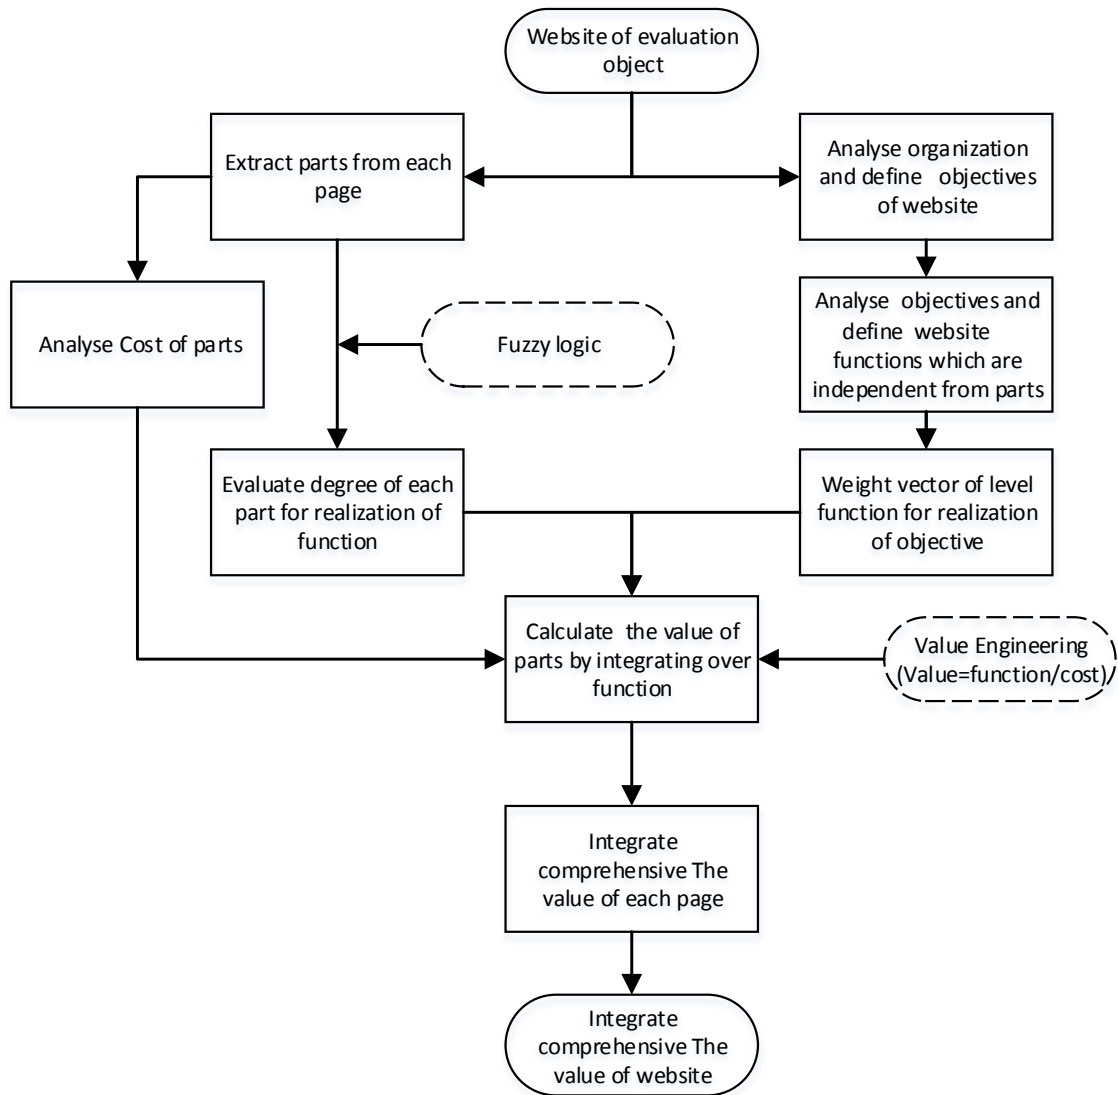 Website of evaluation
object
Extract parts from each
page
Analyse organization
and define objectives
of website
Analyse Cost of parts
Fuzzy logic
Analyse objectives and
define website
functions which are
independent from parts
Evaluate degree of each
part for realization of
function
Weight vector of level
function for realization
of objective
Calculate the value of
parts by integrating over
function
Value Engineering
(Value=function/cost)
Integrate
comprehensive The
value of each page
Integrate
comprehensive The
value of website